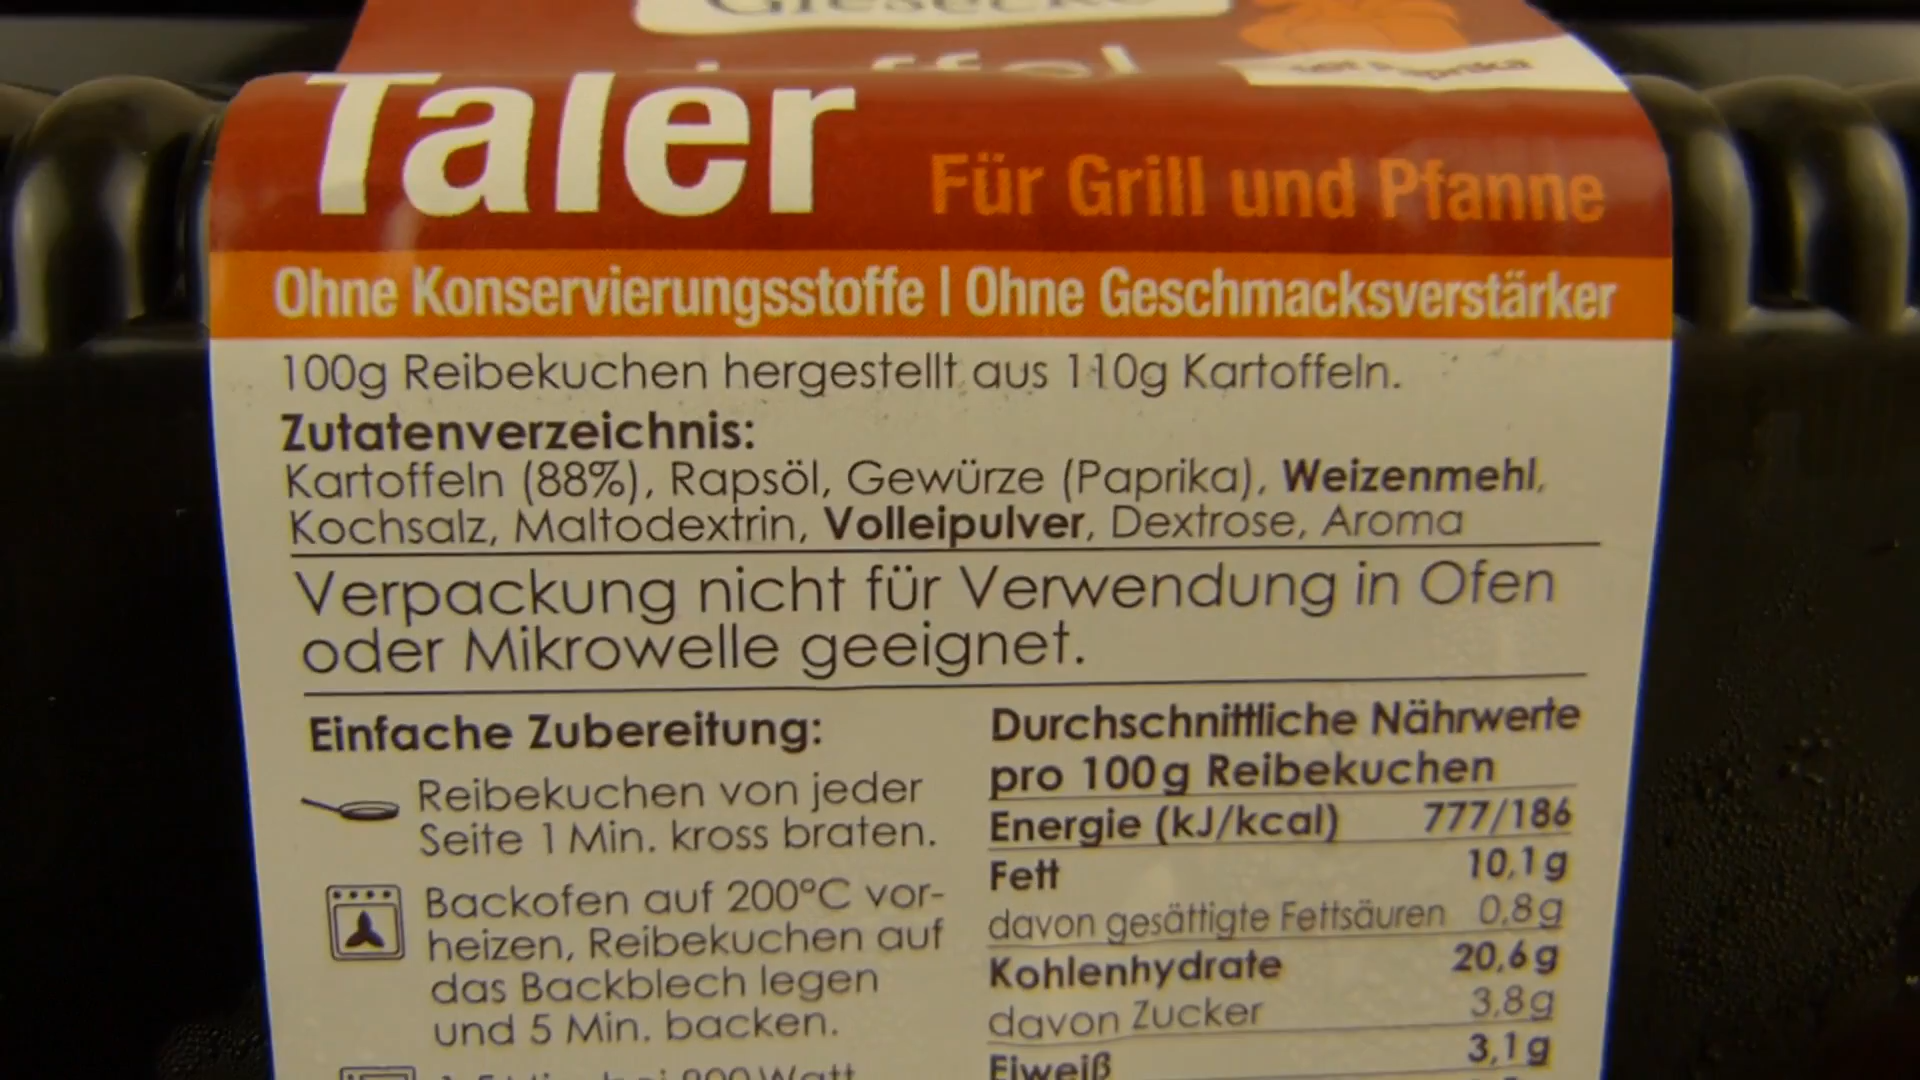 Taler
Für Grill und Pfanne
Ohne Konservierungsstoffe | Ohne Geschmacksverstärker
100g Reibekuchen hergestellt aus 110g Kartoffeln.
Zutatenverzeichnis:
Kartoffeln (88%), Rapsöl, Gewürze (Paprika), Weizenmehl,
Kochsalz, Maltodextrin, Volleipulver, Dextrose, Aroma
Verpackung nicht für Verwendung in Ofen
oder Mikrowelle geeignet.
Einfache Zubereitung:
Reibekuchen von jeder
Seite 1 Min. kross braten.
Backofen auf 200°C vor-
heizen, Reibekuchen auf
das Backblech legen
und 5 Min. backen.
Durchschnittliche Nährwerte
pro 100g Reibekuchen
Energie (kJ/kcal) 777/186
Fett 10,1g
davon gesättigte Fettsäuren 0,8g
Kohlenhydrate 20,6g
davon Zucker 3,8g
Eiweiß 3,1g